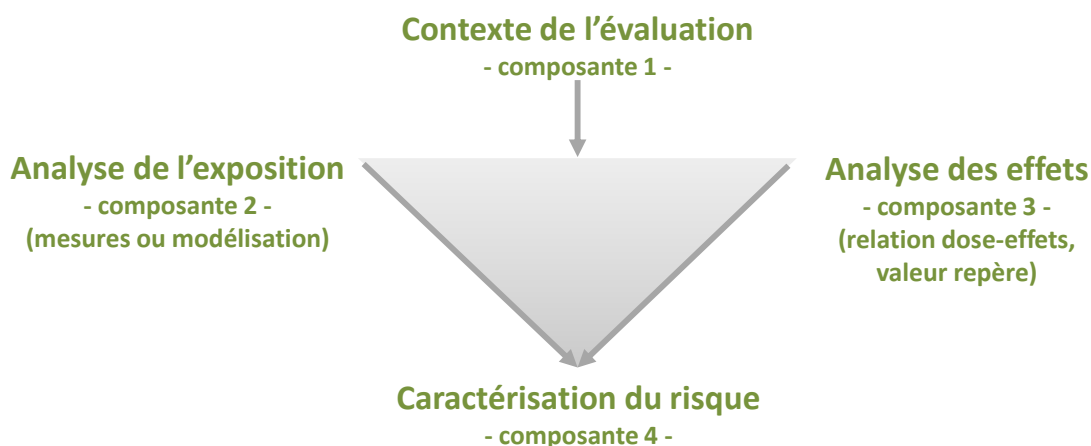 Contexte de l’évaluation
- composante 1 -
Analyse de l’exposition
- composante 2 -
(mesures ou modélisation)
Analyse des effets
- composante 3 -
(relation dose-effets,
valeur repère)
Caractérisation du risque
- composante 4 -